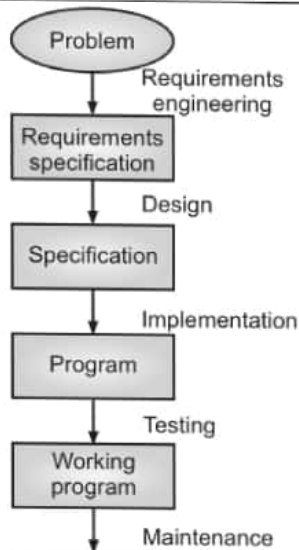 Problem
Requirements
engineering
Requirements
specification
Design
Specification
Implementation
Program
Testing
Working
program
Maintenance